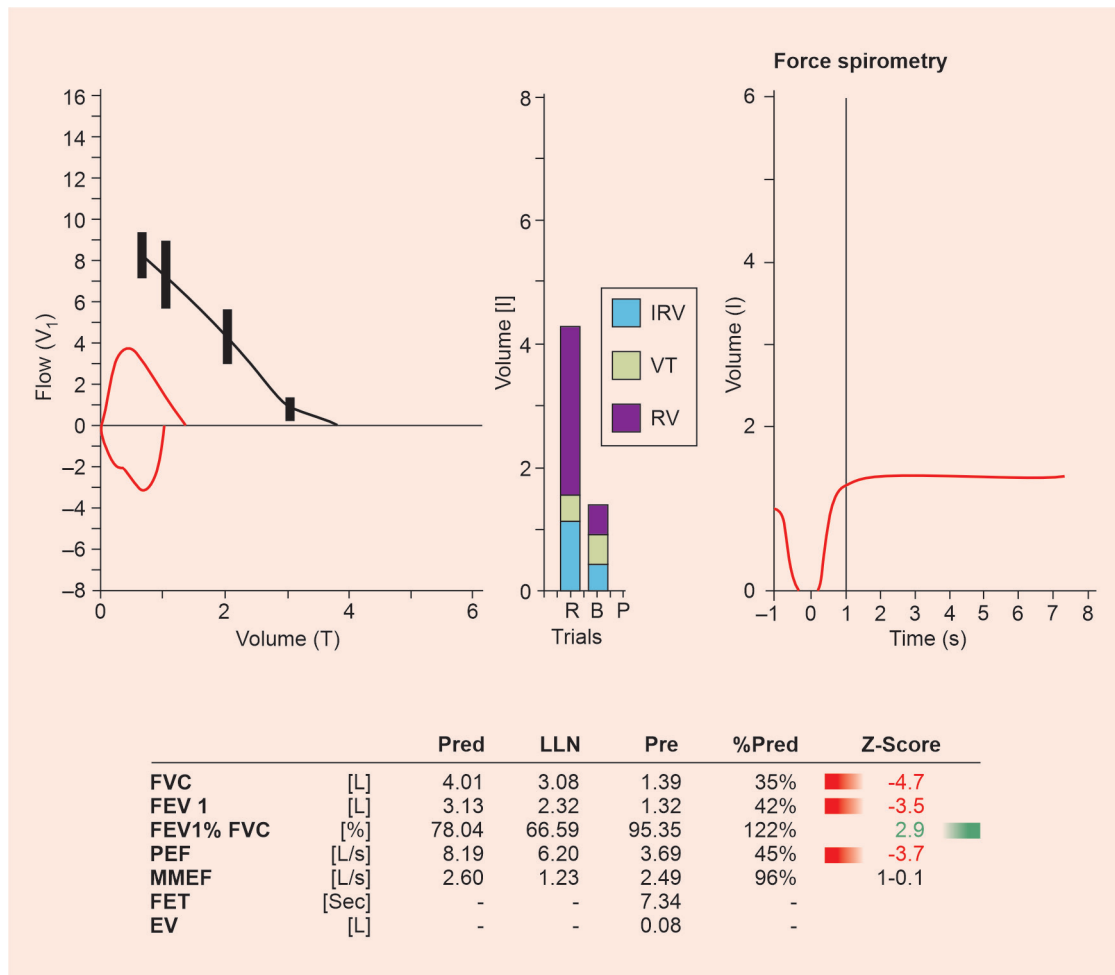 Force spirometry
16
14
12
10
8
6
4
2
0
–2
–4
–6
–8
Flow (V1)
0 2 4 6
Volume (T)
8
6
4
2
0
Volume [l]
IRV
VT
RV
R B P
Trials
6
4
2
0
Volume (l)
–1 0 1 2 3 4 5 6 7 8
Time (s)
Pred LLN Pre %Pred Z-Score
FVC [L] 4.01 3.08 1.39 35% -4.7
FEV 1 [L] 3.13 2.32 1.32 42% -3.5
FEV1% FVC [%] 78.04 66.59 95.35 122% 2.9
PEF [L/s] 8.19 6.20 3.69 45% -3.7
MMEF [L/s] 2.60 1.23 2.49 96% 1-0.1
FET [Sec] - - 7.34 -
EV [L] - - 0.08 -